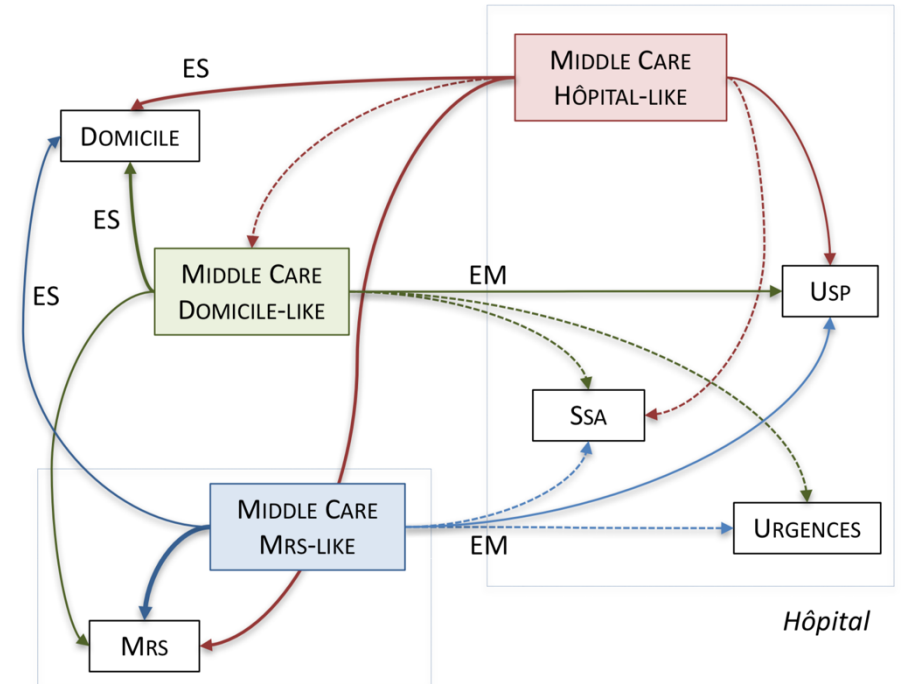 MIDDLE CARE
HÔPITAL-LIKE
ES
DOMICILE
ES
MIDDLE CARE
DOMICILE-LIKE
EM
USP
ES
SSA
MIDDLE CARE
MRS-LIKE
EM
URGENCES
Hôpital
MRS